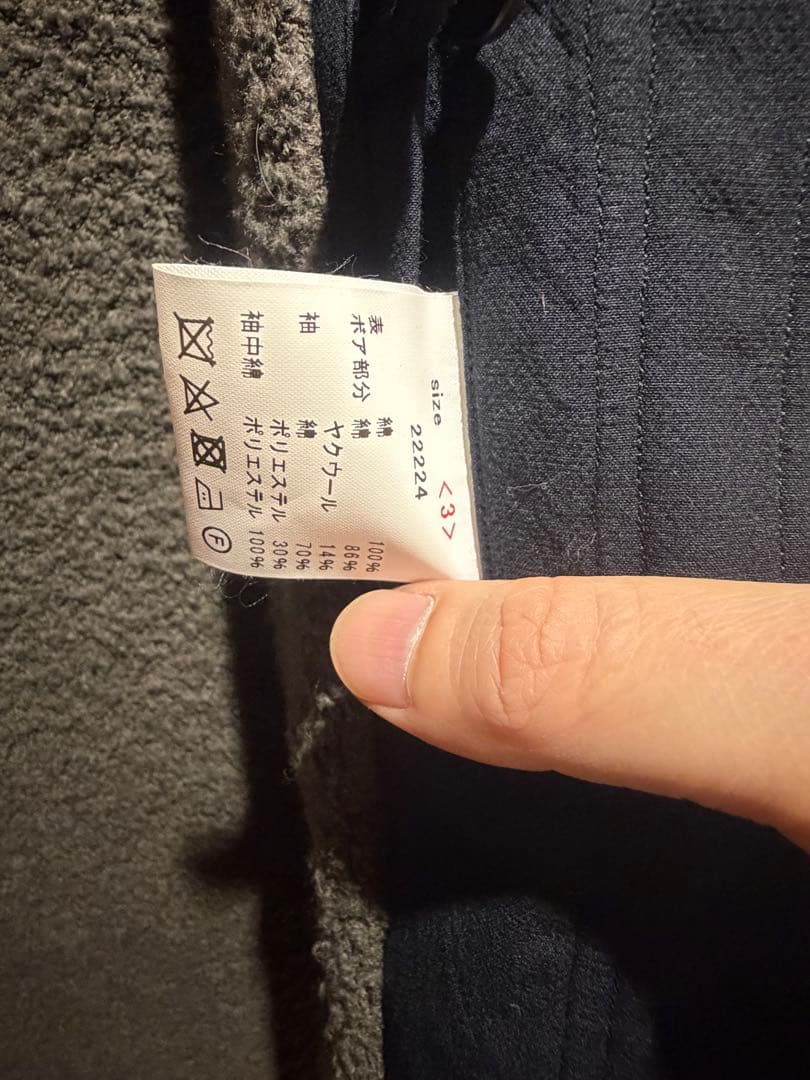 size <3>
22224
表 綿 100%
ボア部分 綿 86%
ヤクウール 14%
袖 綿 70%
ポリエステル 30%
袖中綿 ポリエステル 100%
F